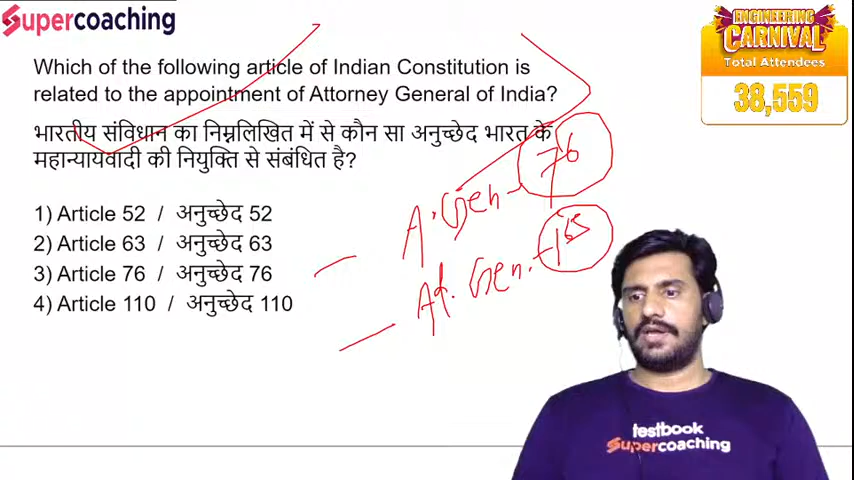 Supercoaching
ENGINEERING
CARNIVAL
Total Attendees
38,559
Which of the following article of Indian Constitution is
related to the appointment of Attorney General of India?
भारतीय संविधान का निम्नलिखित में से कौन सा अनुच्छेद भारत के
महान्यायवादी की नियुक्ति से संबंधित है?
1) Article 52 / अनुच्छेद 52
2) Article 63 / अनुच्छेद 63
3) Article 76 / अनुच्छेद 76
4) Article 110 / अनुच्छेद 110
A. Gen - 76
Ad. Gen. - 165
testbook
Supercoaching